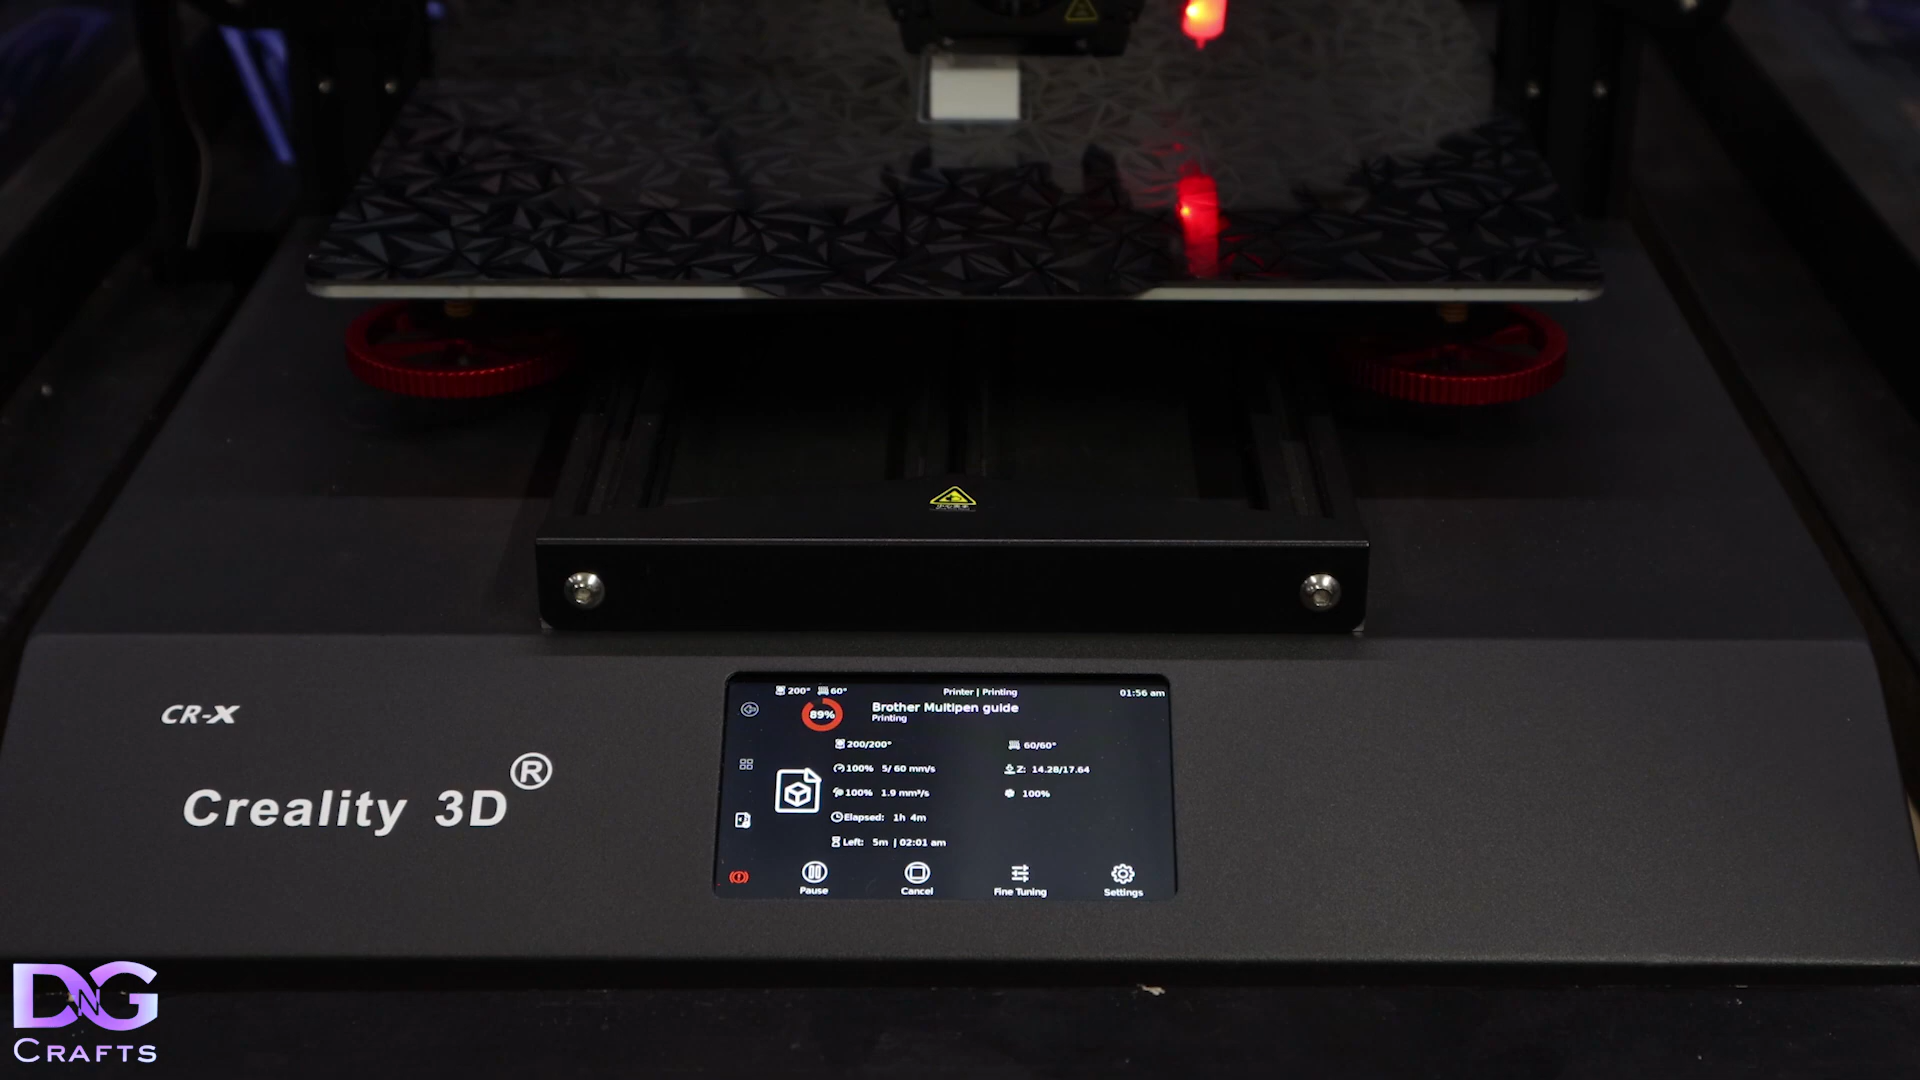 200° 60° Printer | Printing 01:56 am
89% Brother Multipen guide
Printing
200/200° 60/60°
100% 5/ 60 mm/s Z: 14.28/17.64
100% 1.9 mm³/s 100%
Elapsed: 1h 4m
Left: 5m | 02:01 am
Pause Cancel Fine Tuning Settings
CR-X
Creality 3D®
DnG
CRAFTS